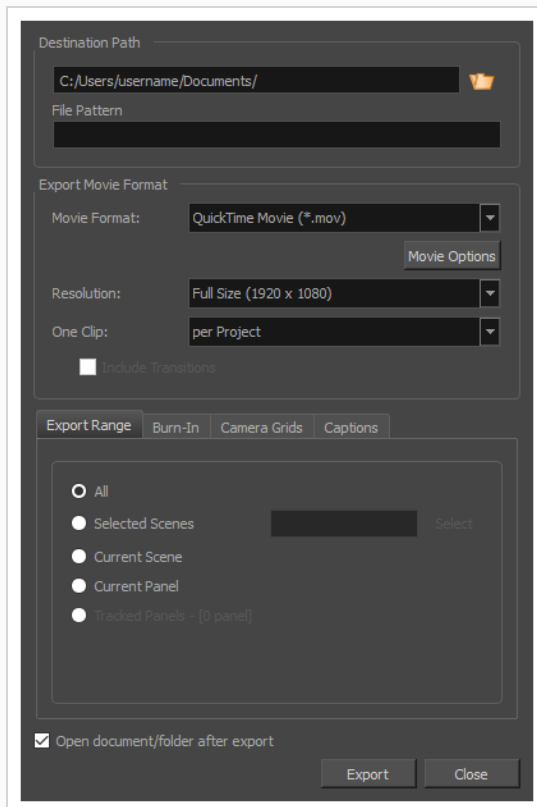 Destination Path
C:/Users/username/Documents/
File Pattern
Export Movie Format
Movie Format: QuickTime Movie (*.mov)
Movie Options
Resolution: Full Size (1920 x 1080)
One Clip: per Project
Include Transitions
Export Range Burn-In Camera Grids Captions
All
Selected Scenes Select
Current Scene
Current Panel
Tracked Panels - [0 panel]
Open document/folder after export
Export Close